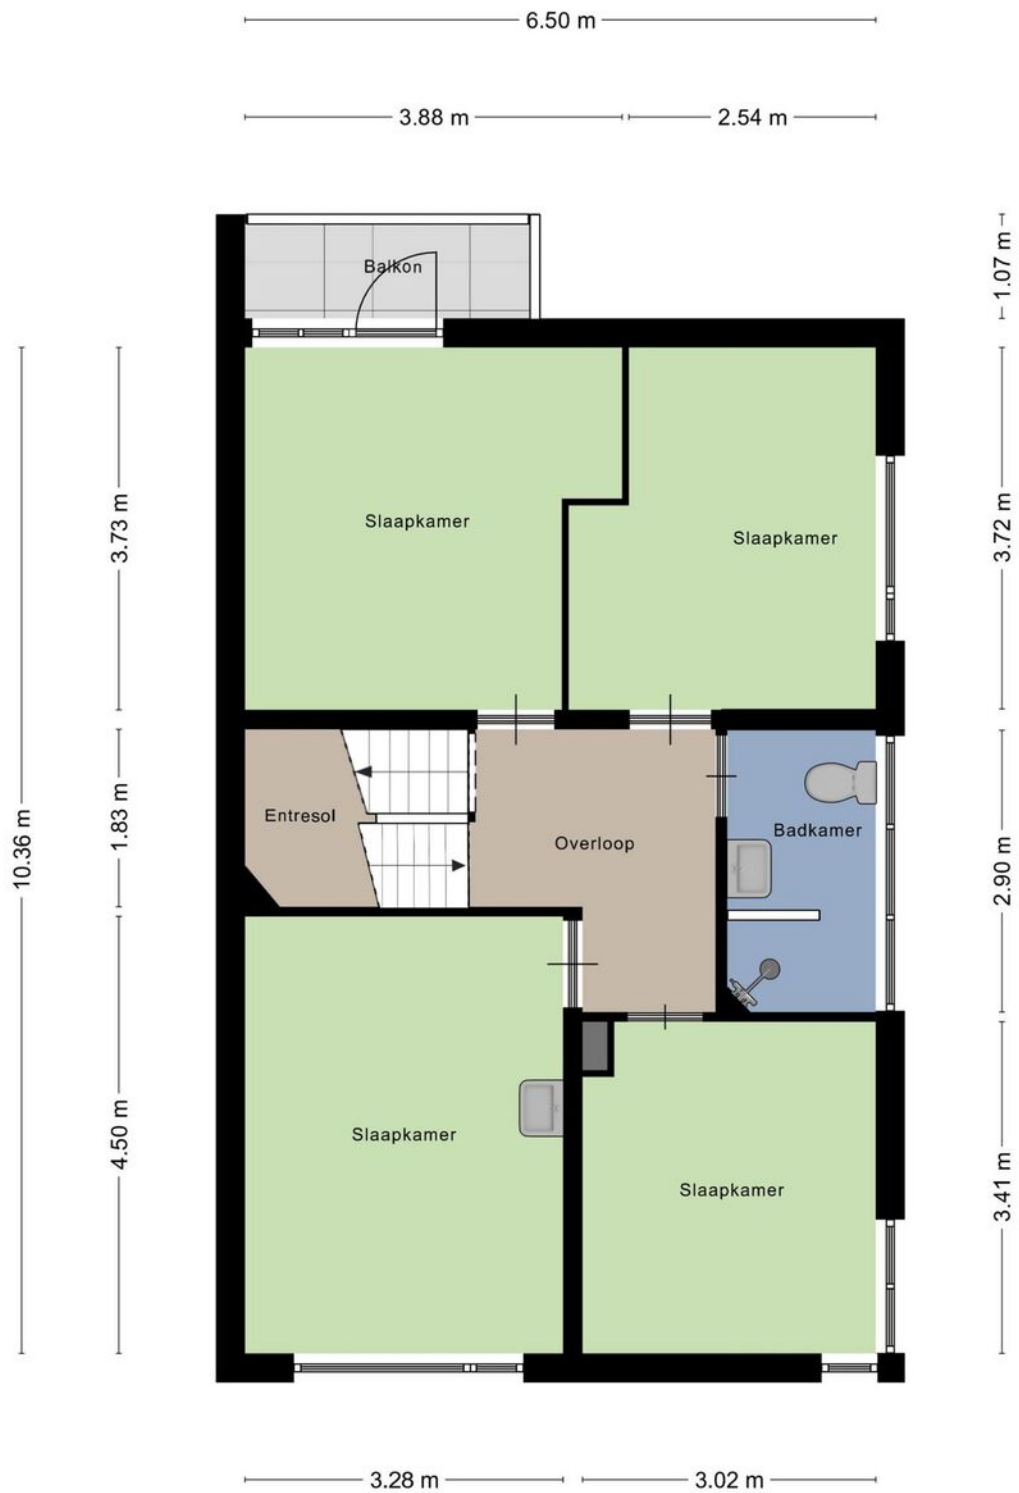 6.50 m
3.88 m
2.54 m
1.07 m
Balkon
3.73 m
3.72 m
Slaapkamer
Slaapkamer
10.36 m
1.83 m
Entresol
Overloop
Badkamer
2.90 m
4.50 m
Slaapkamer
Slaapkamer
3.41 m
3.28 m
3.02 m